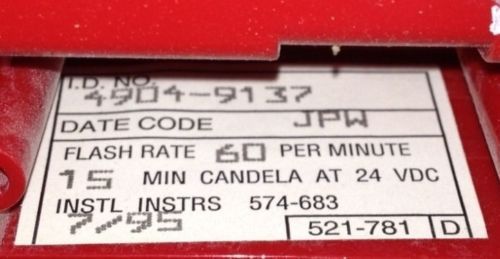 I.D. NO.
4904-9137
DATE CODE JPW
FLASH RATE 60 PER MINUTE
15 MIN CANDELA AT 24 VDC
INSTL INSTRS 574-683
7/95 521-781 D